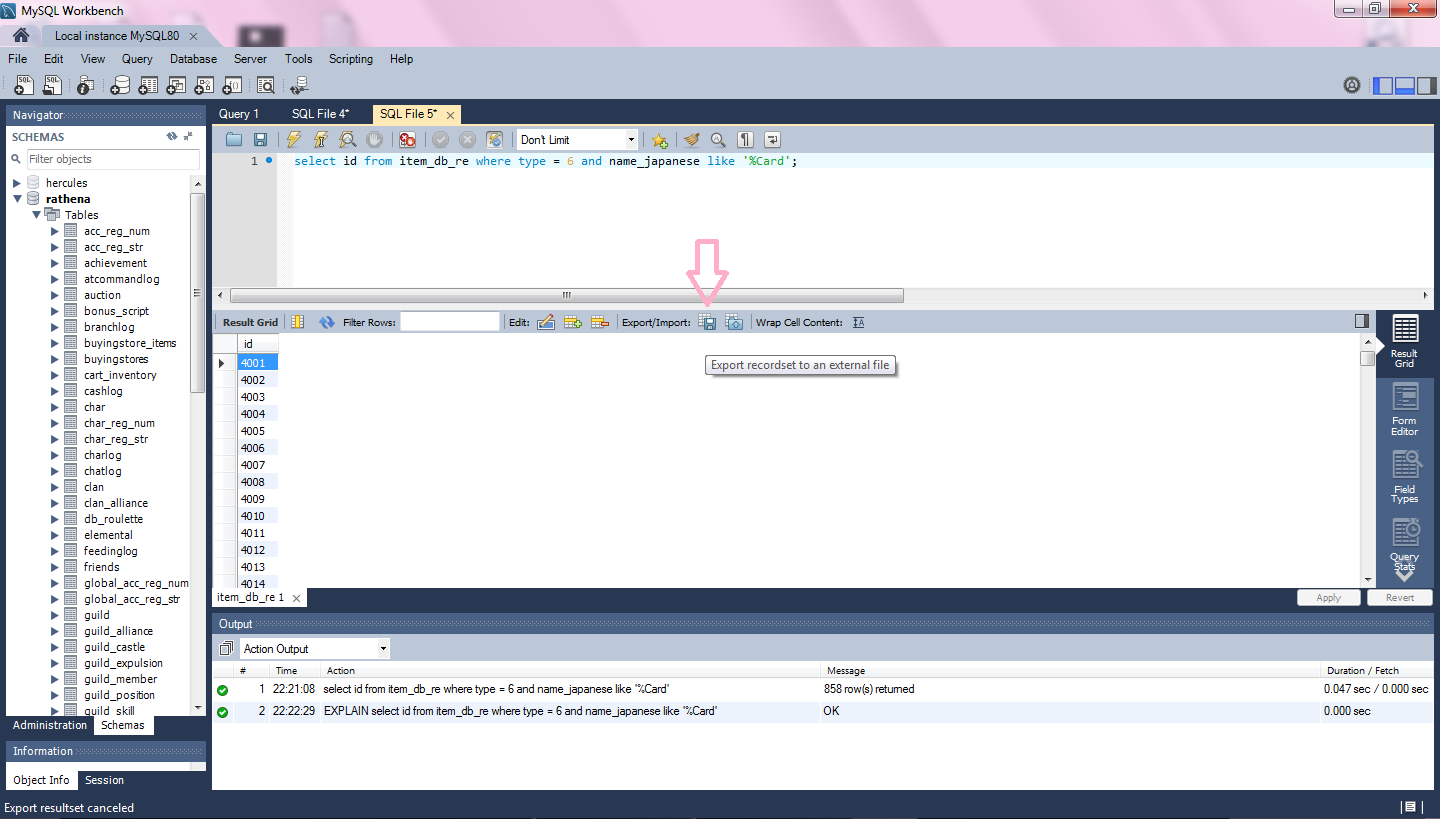 MySQL Workbench
Local instance MySQL80
File Edit View Query Database Server Tools Scripting Help
Navigator
SCHEMAS
Filter objects
hercules
rathena
Tables
acc_reg_num
acc_reg_str
achievement
atcommandlog
auction
bonus_script
branchlog
buyingstore_items
buyingstores
cart_inventory
cashlog
char
char_reg_num
char_reg_str
charlog
chatlog
clan
clan_alliance
db_roulette
elemental
feedinglog
friends
global_acc_reg_num
global_acc_reg_str
guild
guild_alliance
guild_castle
guild_expulsion
guild_member
guild_position
guild_skill
Administration Schemas
Information
Object Info Session
Query 1 SQL File 4* SQL File 5*
Don't Limit
1 select id from item_db_re where type = 6 and name_japanese like '%Card';
Result Grid Filter Rows: Edit: Export/Import: Wrap Cell Content:
Export recordset to an external file
id
4001
4002
4003
4004
4005
4006
4007
4008
4009
4010
4011
4012
4013
4014
Result
Grid
Form
Editor
Field
Types
Query
Stats
item_db_re 1
Apply Revert
Output
Action Output
# Time Action Message Duration / Fetch
1 22:21:08 select id from item_db_re where type = 6 and name_japanese like '%Card' 858 row(s) returned 0.047 sec / 0.000 sec
2 22:22:29 EXPLAIN select id from item_db_re where type = 6 and name_japanese like '%Card' OK 0.000 sec
Export resultset canceled